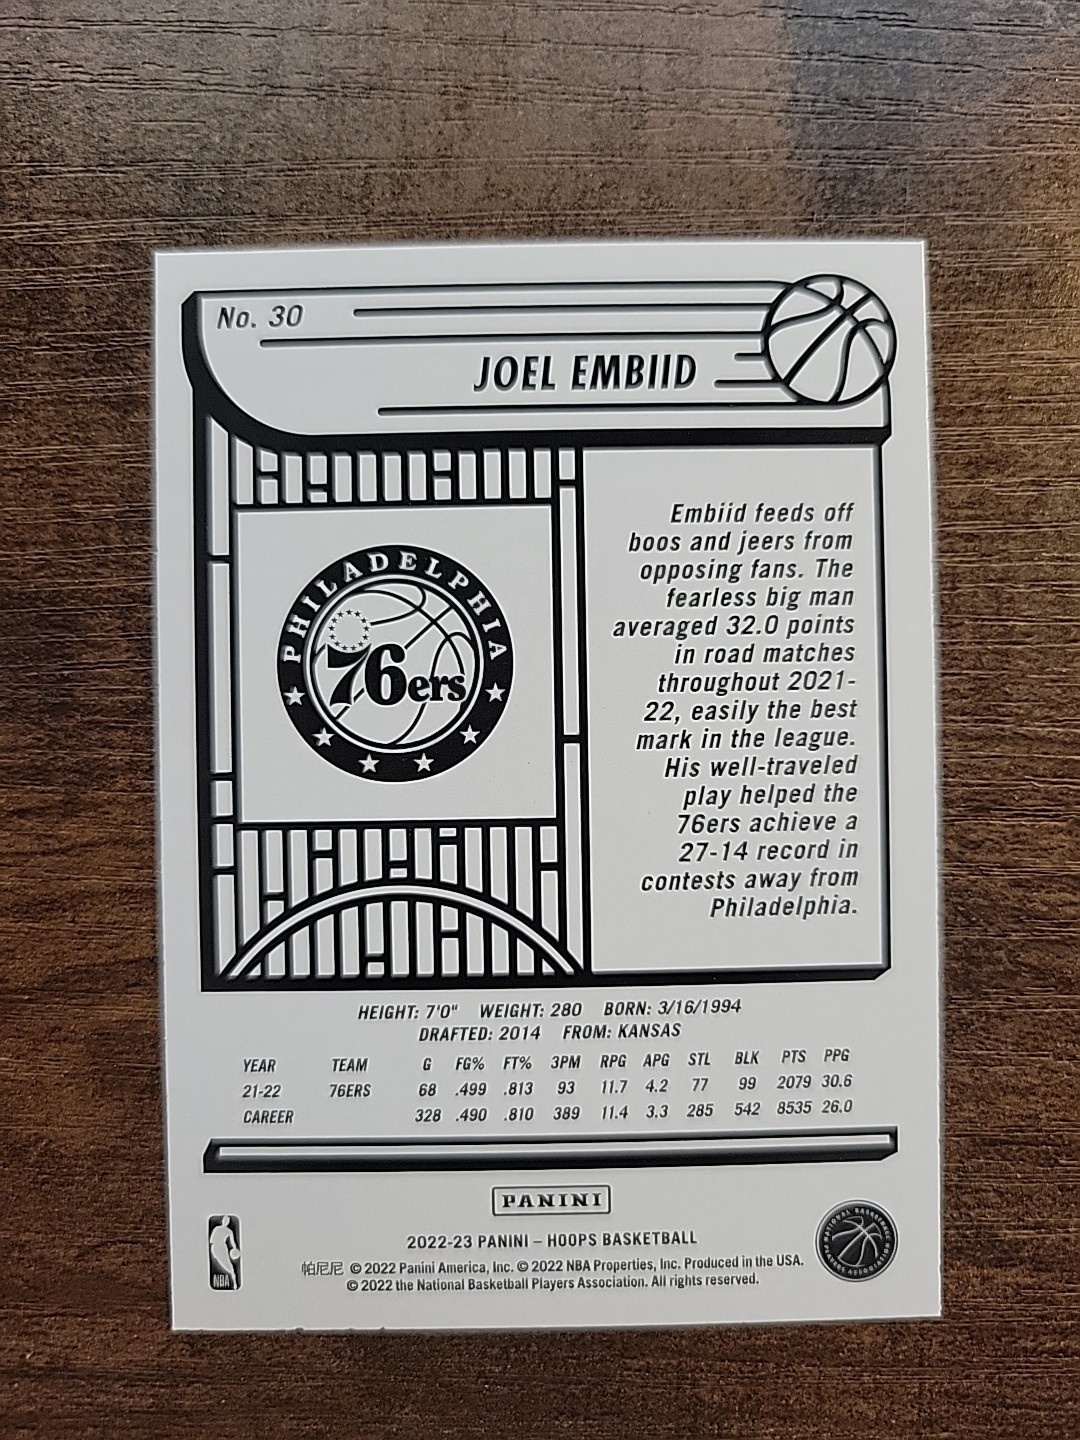 No. 30
JOEL EMBIID
PHILADELPHIA
76ers
Embiid feeds off
boos and jeers from
opposing fans. The
fearless big man
averaged 32.0 points
in road matches
throughout 2021-
22, easily the best
mark in the league.
His well-traveled
play helped the
76ers achieve a
27-14 record in
contests away from
Philadelphia.
HEIGHT: 7'0" WEIGHT: 280 BORN: 3/16/1994
DRAFTED: 2014 FROM: KANSAS
YEAR TEAM G FG% FT% 3PM RPG APG STL BLK PTS PPG
21-22 76ERS 68 .499 .813 93 11.7 4.2 77 99 2079 30.6
CAREER 328 .490 .810 389 11.4 3.3 285 542 8535 26.0
PANINI
NBA
NATIONAL BASKETBALL PLAYERS ASSOCIATION
2022-23 PANINI – HOOPS BASKETBALL
帕尼尼 © 2022 Panini America, Inc. © 2022 NBA Properties, Inc. Produced in the USA.
© 2022 the National Basketball Players Association. All rights reserved.